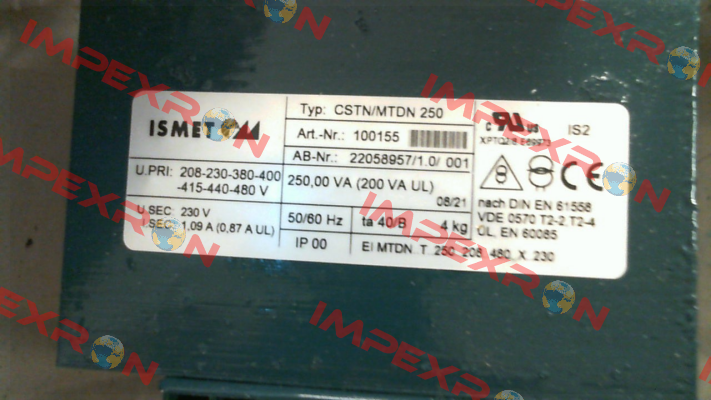 ISMET
Typ: CSTN/MTDN 250
Art.-Nr.: 100155
AB-Nr.: 22058957/1.0/ 001
U.PRI: 208-230-380-400
-415-440-480 V
250,00 VA (200 VA UL)
08/21
U.SEC: 230 V
I.SEC: 1,09 A (0,87 A UL)
50/60 Hz
ta 40/B
4 kg
IP 00
EI MTDN T 250 208 480 X 230
c RU us
IS2
CE
nach DIN EN 61558
VDE 0570 T2-2 T2-4
UL, EN 60085
IMPEXRON
IMPEXRON
IMPEXRON
IMPEXRON
IMPEXRON